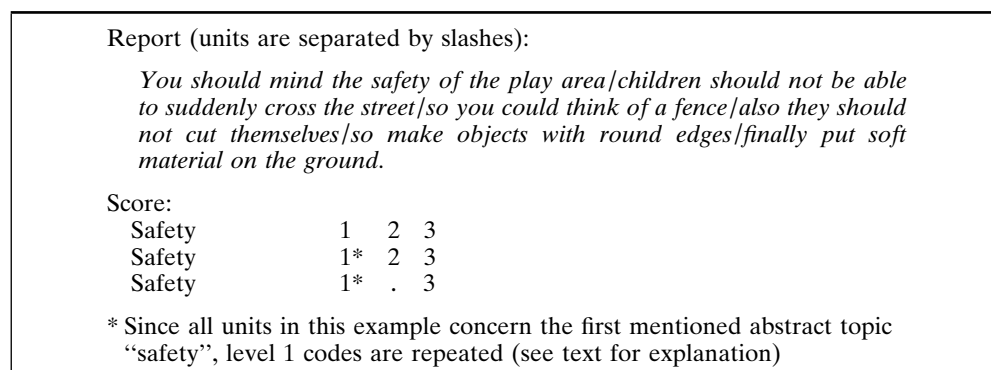 Report (units are separated by slashes):
You should mind the safety of the play area/children should not be able
to suddenly cross the street/so you could think of a fence/also they should
not cut themselves/so make objects with round edges/finally put soft
material on the ground.
Score:
Safety 1 2 3
Safety 1* 2 3
Safety 1* . 3
* Since all units in this example concern the first mentioned abstract topic
‘‘safety’’, level 1 codes are repeated (see text for explanation)